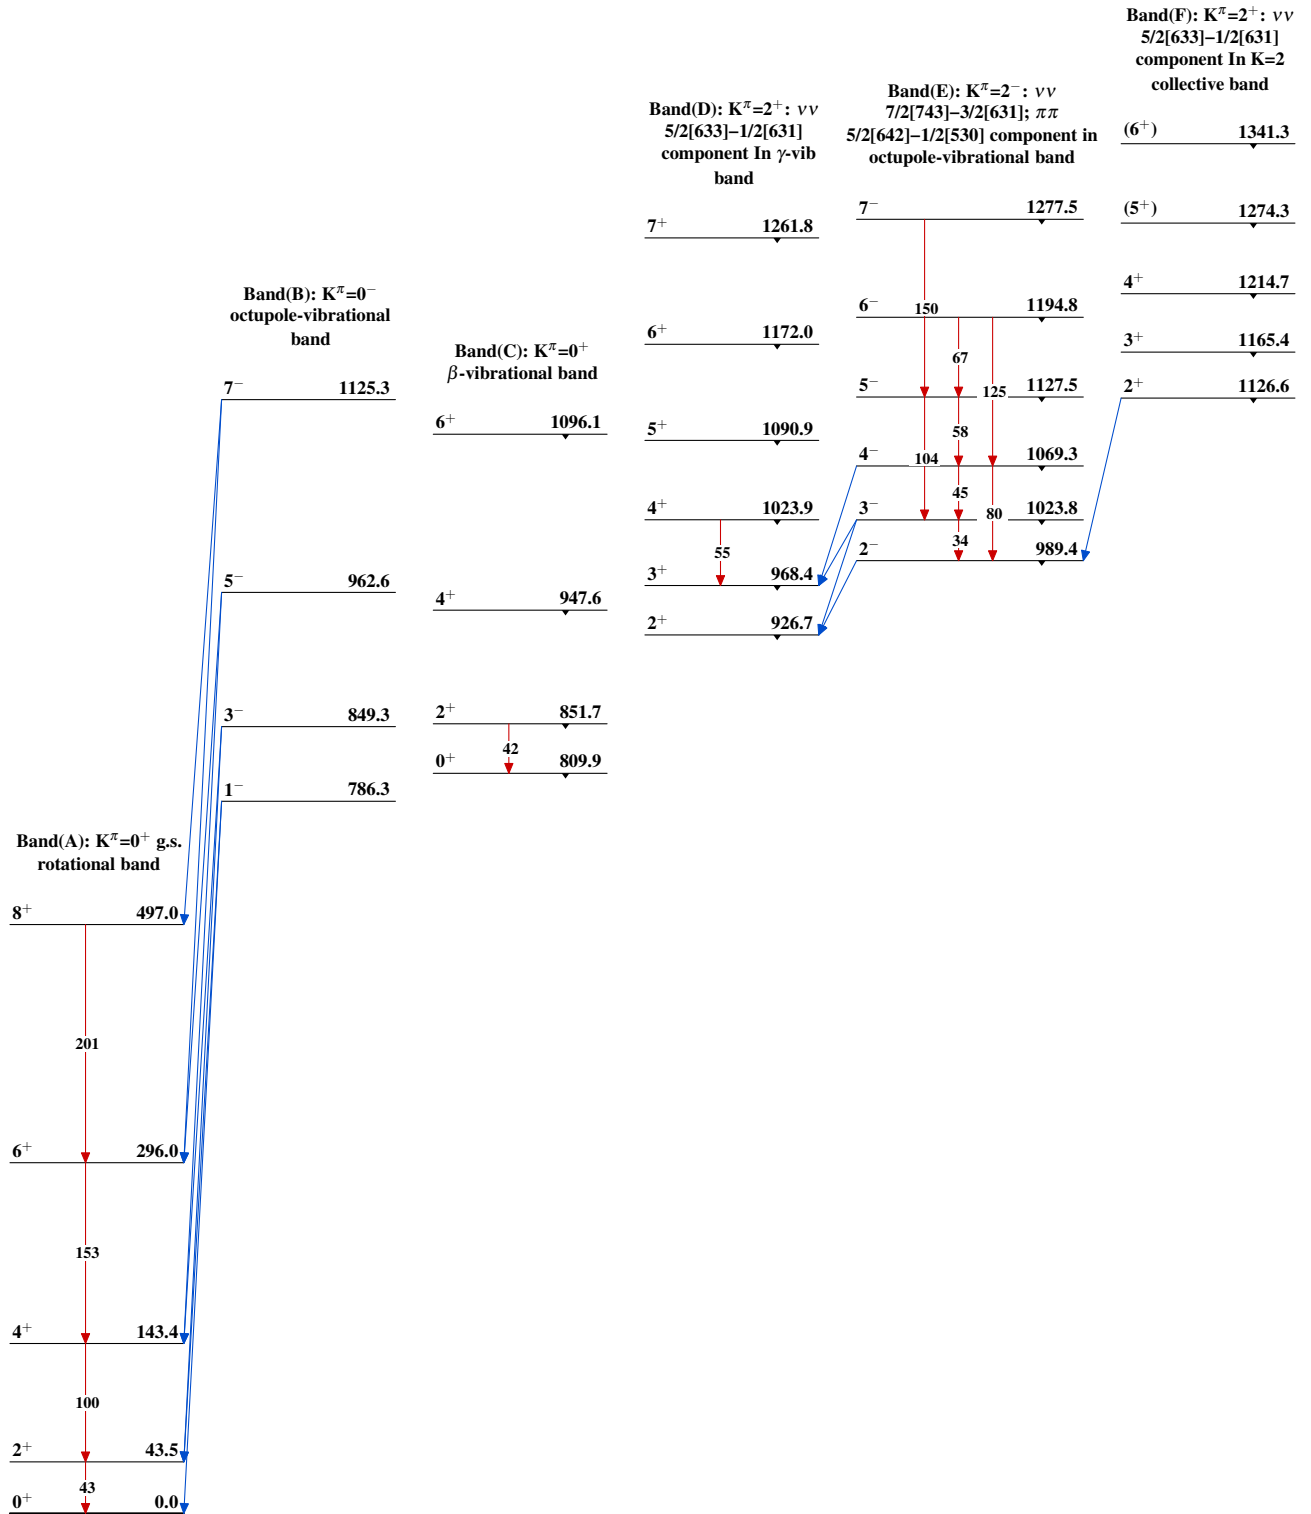 Band(A): Kπ=0+ g.s.
rotational band
8+ 497.0
201
6+ 296.0
153
4+ 143.4
100
2+ 43.5
43
0+ 0.0
Band(B): Kπ=0−
octupole-vibrational
band
7− 1125.3
5− 962.6
3− 849.3
1− 786.3
Band(C): Kπ=0+
β-vibrational band
6+ 1096.1
4+ 947.6
2+ 851.7
42
0+ 809.9
Band(D): Kπ=2+: νν
5/2[633]−1/2[631]
component In γ-vib
band
7+ 1261.8
6+ 1172.0
5+ 1090.9
4+ 1023.9
55
3+ 968.4
2+ 926.7
Band(E): Kπ=2−: νν
7/2[743]−3/2[631]; ππ
5/2[642]−1/2[530] component in
octupole-vibrational band
7− 1277.5
150
6− 1194.8
67
125
5− 1127.5
58
104
4− 1069.3
45
80
3− 1023.8
34
2− 989.4
Band(F): Kπ=2+: νν
5/2[633]−1/2[631]
component In K=2
collective band
(6+) 1341.3
(5+) 1274.3
4+ 1214.7
3+ 1165.4
2+ 1126.6